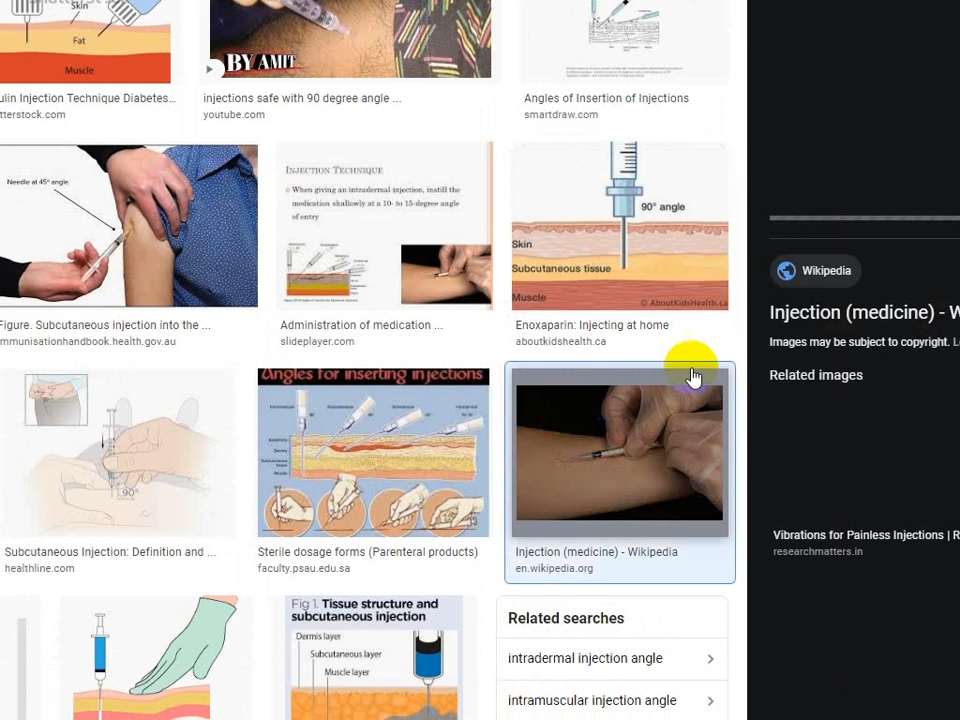 Skin
Fat
Muscle
BY AMIT
ulin Injection Technique Diabetes...
tterstock.com
injections safe with 90 degree angle ...
youtube.com
Angles of Insertion of Injections
smartdraw.com
Needle at 45° angle
INJECTION TECHNIQUE
When giving an intradermal injection, instill the
medication shallowly at a 10- to 15-degree angle
of entry
90° angle
Skin
Subcutaneous tissue
Muscle
© AboutKidsHealth.ca
Figure. Subcutaneous injection into the ...
mmunisationhandbook.health.gov.au
Administration of medication ...
slideplayer.com
Enoxaparin: Injecting at home
aboutkidshealth.ca
Wikipedia
Injection (medicine) - W
Images may be subject to copyright. L
Related images
90°
Angles for inserting injections
Subcutaneous Injection: Definition and ...
healthline.com
Sterile dosage forms (Parenteral products)
faculty.psau.edu.sa
Injection (medicine) - Wikipedia
en.wikipedia.org
Vibrations for Painless Injections | R
researchmatters.in
Fig 1. Tissue structure and
subcutaneous injection
Dermis layer
Subcutaneous layer
Muscle layer
Related searches
intradermal injection angle
intramuscular injection angle